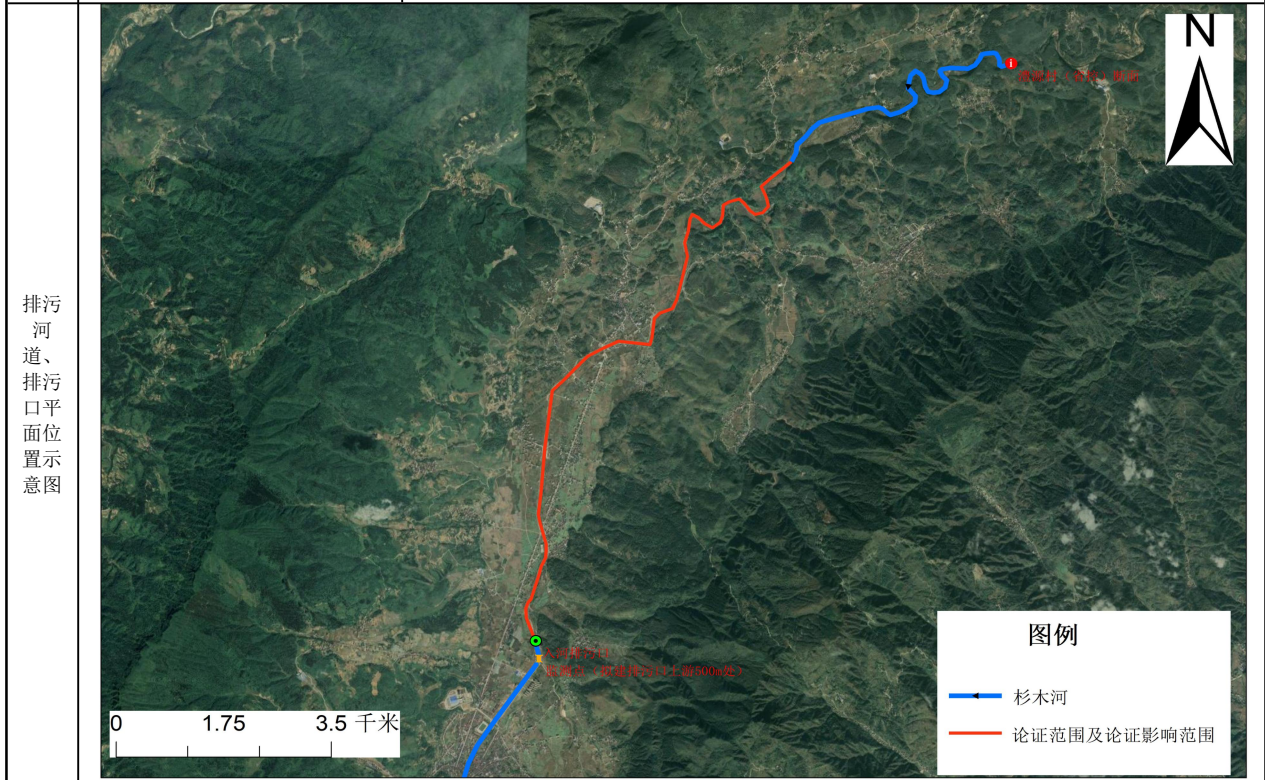 排污
河
道、
排污
口平
面位
置示
意图
N
入河排污口
0 1.75 3.5 千米
图例
杉木河
论证范围及论证影响范围